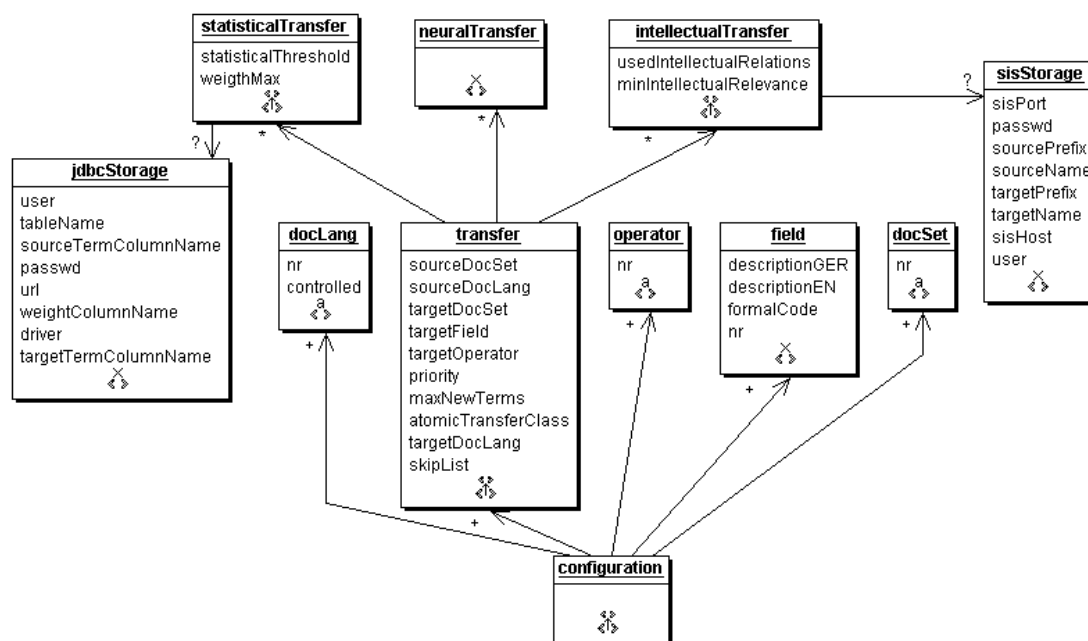 statisticalTransfer
statisticalThreshold
weigthMax
neuralTransfer
*
intellectualTransfer
usedIntellectualRelations
minIntellectualRelevance
*
?
sisStorage
sisPort
passwd
sourcePrefix
sourceName
targetPrefix
targetName
sisHost
user
*
?
jdbcStorage
user
tableName
sourceTermColumnName
passwd
url
weightColumnName
driver
targetTermColumnName
docLang
nr
controlled
a
+
transfer
sourceDocSet
sourceDocLang
targetDocSet
targetField
targetOperator
priority
maxNewTerms
atomicTransferClass
targetDocLang
skipList
+
operator
nr
a
+
field
descriptionGER
descriptionEN
formalCode
nr
+
docSet
nr
a
+
configuration